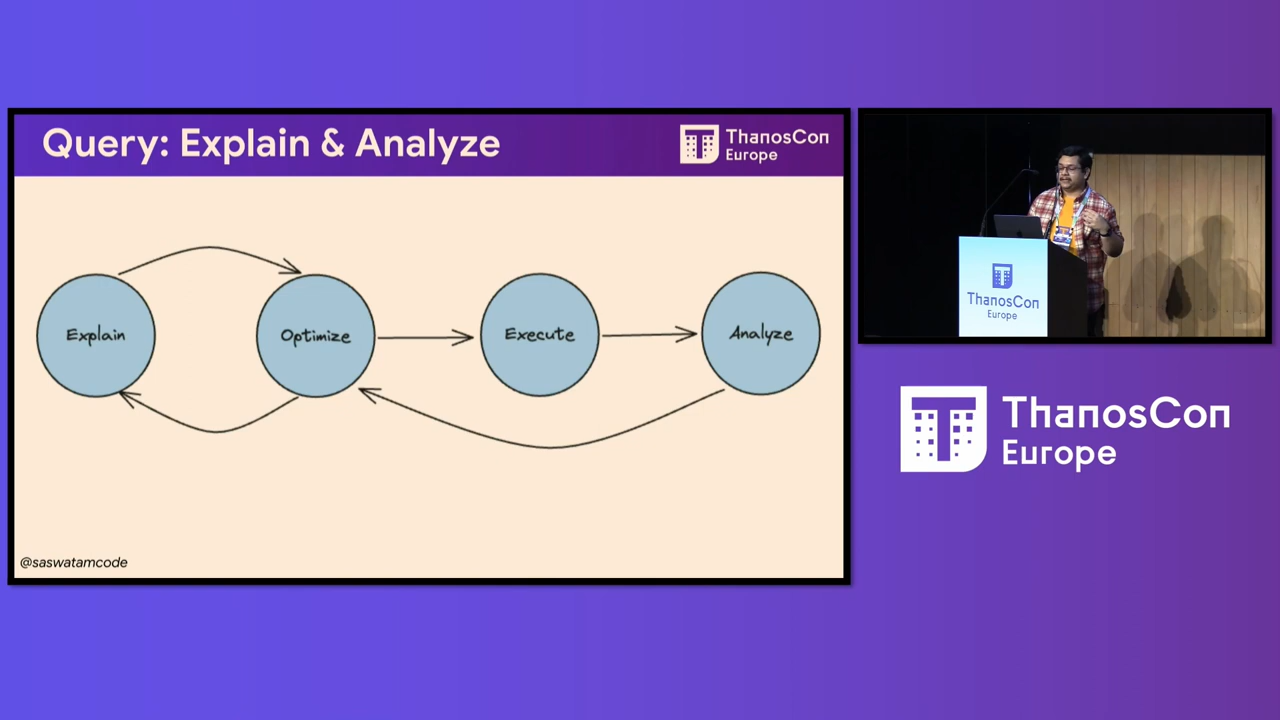 Query: Explain & Analyze
ThanosCon
Europe
Explain
Optimize
Execute
Analyze
@saswatamcode
ThanosCon
Europe
ThanosCon
Europe